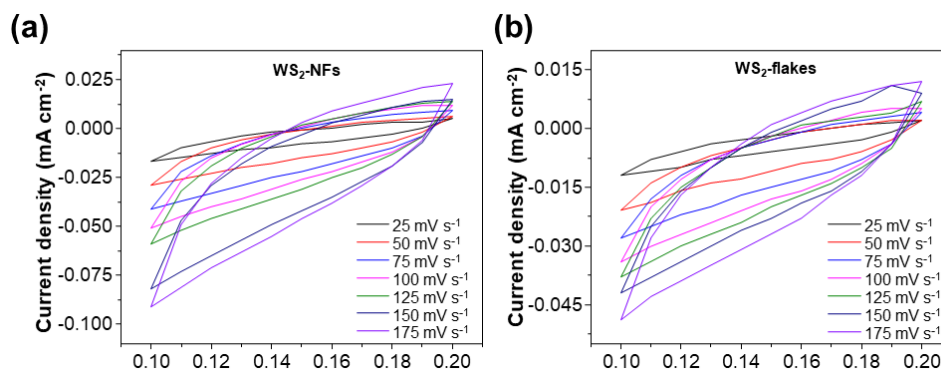 (a)
(b)
WS₂-NFs
Current density (mA cm⁻²)
0.025
0.000
-0.025
-0.050
-0.075
-0.100
25 mV s⁻¹
50 mV s⁻¹
75 mV s⁻¹
100 mV s⁻¹
125 mV s⁻¹
150 mV s⁻¹
175 mV s⁻¹
0.10 0.12 0.14 0.16 0.18 0.20
WS₂-flakes
Current density (mA cm⁻²)
0.015
0.000
-0.015
-0.030
-0.045
25 mV s⁻¹
50 mV s⁻¹
75 mV s⁻¹
100 mV s⁻¹
125 mV s⁻¹
150 mV s⁻¹
175 mV s⁻¹
0.10 0.12 0.14 0.16 0.18 0.20